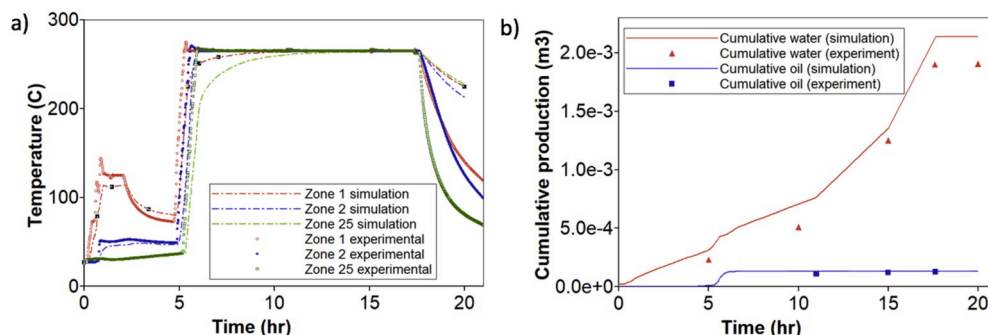 a)
Temperature (C)
300
200
100
0
Zone 1 simulation
Zone 2 simulation
Zone 25 simulation
Zone 1 experimental
Zone 2 experimental
Zone 25 experimental
0 5 10 15 20
Time (hr)
b)
Cumulative production (m3)
2.0e-3
1.5e-3
1.0e-3
5.0e-4
0.0e+0
Cumulative water (simulation)
Cumulative water (experiment)
Cumulative oil (simulation)
Cumulative oil (experiment)
0 5 10 15 20
Time (hr)